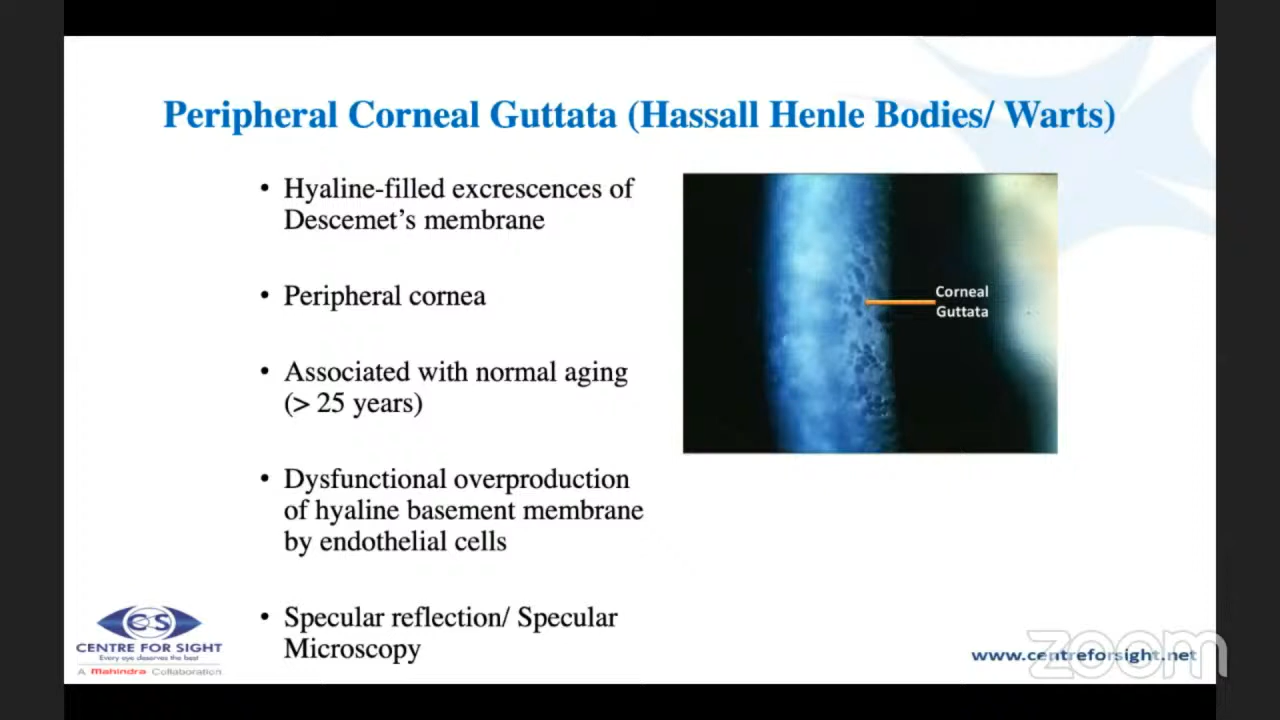 Peripheral Corneal Guttata (Hassall Henle Bodies/ Warts)
• Hyaline-filled excrescences of
Descemet’s membrane
• Peripheral cornea
• Associated with normal aging
(> 25 years)
• Dysfunctional overproduction
of hyaline basement membrane
by endothelial cells
• Specular reflection/ Specular
Microscopy
Corneal
Guttata
CFS
CENTRE FOR SIGHT
Every eye deserves the best
A Mahindra Collaboration
www.centreforsight.net
zoom